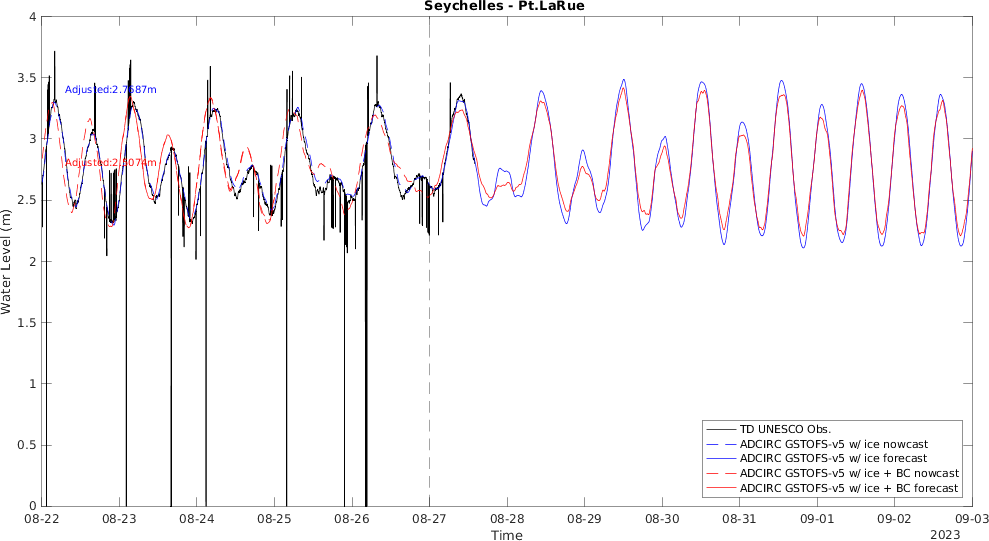 Seychelles - Pt.LaRue
4
3.5
3
2.5
2
1.5
1
0.5
0
Water Level (m)
Adjusted:2.7687m
TD UNESCO Obs.
ADCIRC GSTOFS-v5 w/ ice nowcast
ADCIRC GSTOFS-v5 w/ ice forecast
ADCIRC GSTOFS-v5 w/ ice + BC nowcast
ADCIRC GSTOFS-v5 w/ ice + BC forecast
08-22 08-23 08-24 08-25 08-26 08-27 08-28 08-29 08-30 08-31 09-01 09-02 09-03
Time
2023